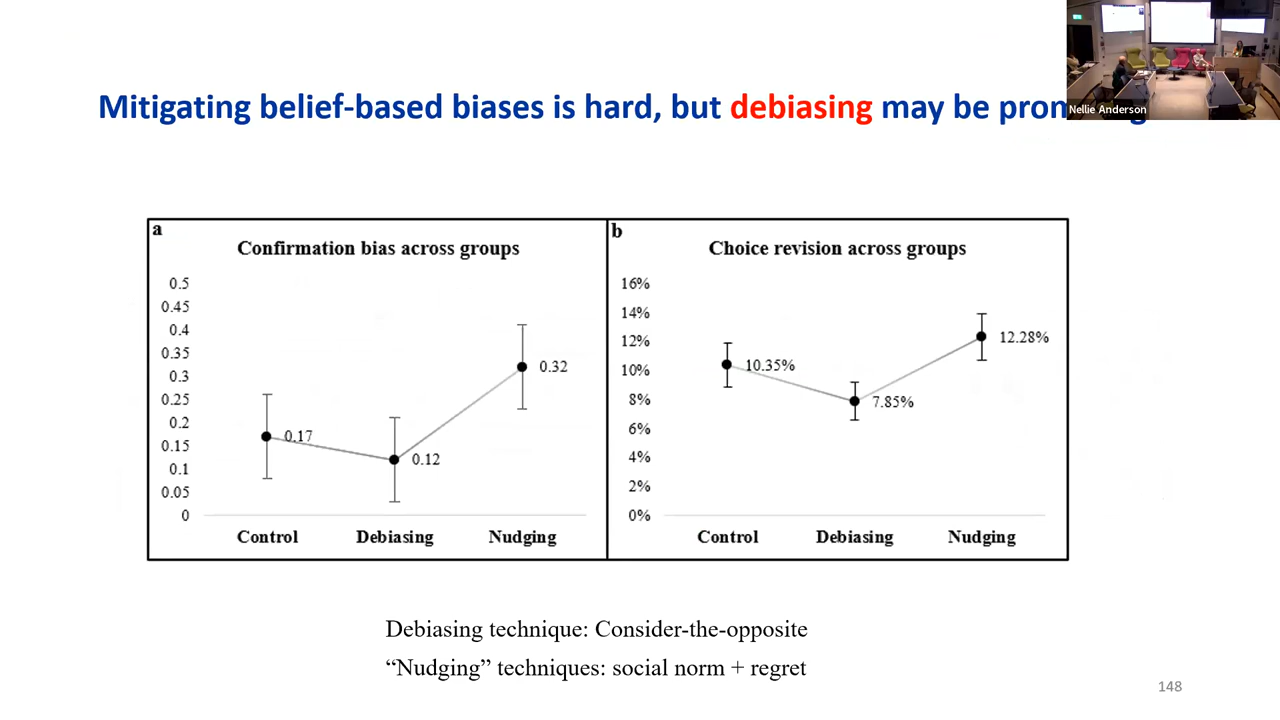 Nellie Anderson
Mitigating belief-based biases is hard, but debiasing may be
a
Confirmation bias across groups
0.5
0.45
0.4
0.35
0.3
0.25
0.2
0.15
0.1
0.05
0
0.17
0.12
0.32
Control Debiasing Nudging
b
Choice revision across groups
16%
14%
12%
10%
8%
6%
4%
2%
0%
10.35%
7.85%
12.28%
Control Debiasing Nudging
Debiasing technique: Consider-the-opposite
“Nudging” techniques: social norm + regret
148